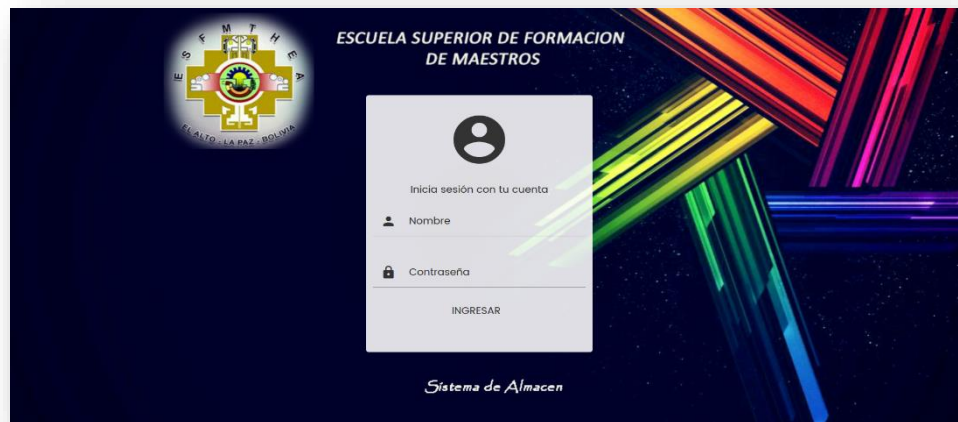 ESFMTHEA
EL ALTO - LA PAZ - BOLIVIA
ESCUELA SUPERIOR DE FORMACION
DE MAESTROS
Inicia sesión con tu cuenta
Nombre
Contraseña
INGRESAR
Sistema de Almacen